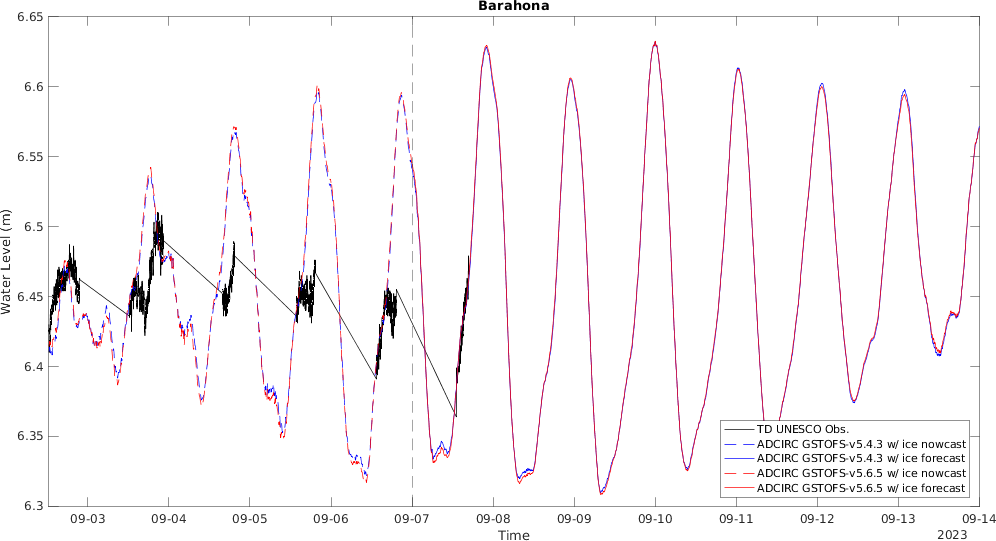 Barahona
6.65
6.6
6.55
6.5
6.45
6.4
6.35
6.3
Water Level (m)
TD UNESCO Obs.
ADCIRC GSTOFS-v5.4.3 w/ ice nowcast
ADCIRC GSTOFS-v5.4.3 w/ ice forecast
ADCIRC GSTOFS-v5.6.5 w/ ice nowcast
ADCIRC GSTOFS-v5.6.5 w/ ice forecast
09-03 09-04 09-05 09-06 09-07 09-08 09-09 09-10 09-11 09-12 09-13 09-14
Time
2023